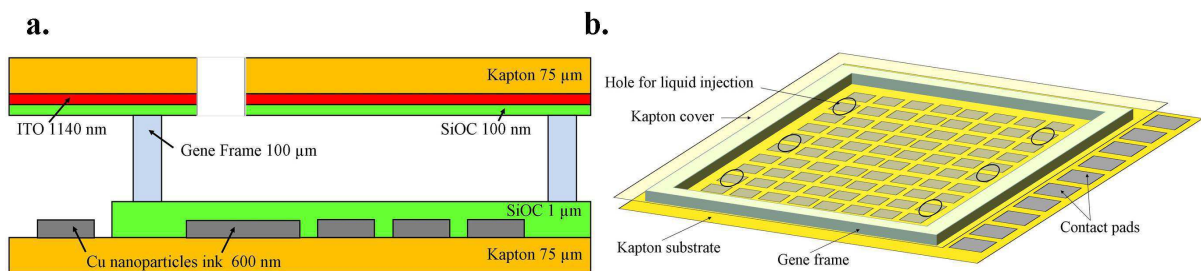 a.
Kapton 75 µm
ITO 1140 nm
SiOC 100 nm
Gene Frame 100 µm
SiOC 1 µm
Cu nanoparticles ink 600 nm
Kapton 75 µm
b.
Hole for liquid injection
Kapton cover
Contact pads
Kapton substrate
Gene frame